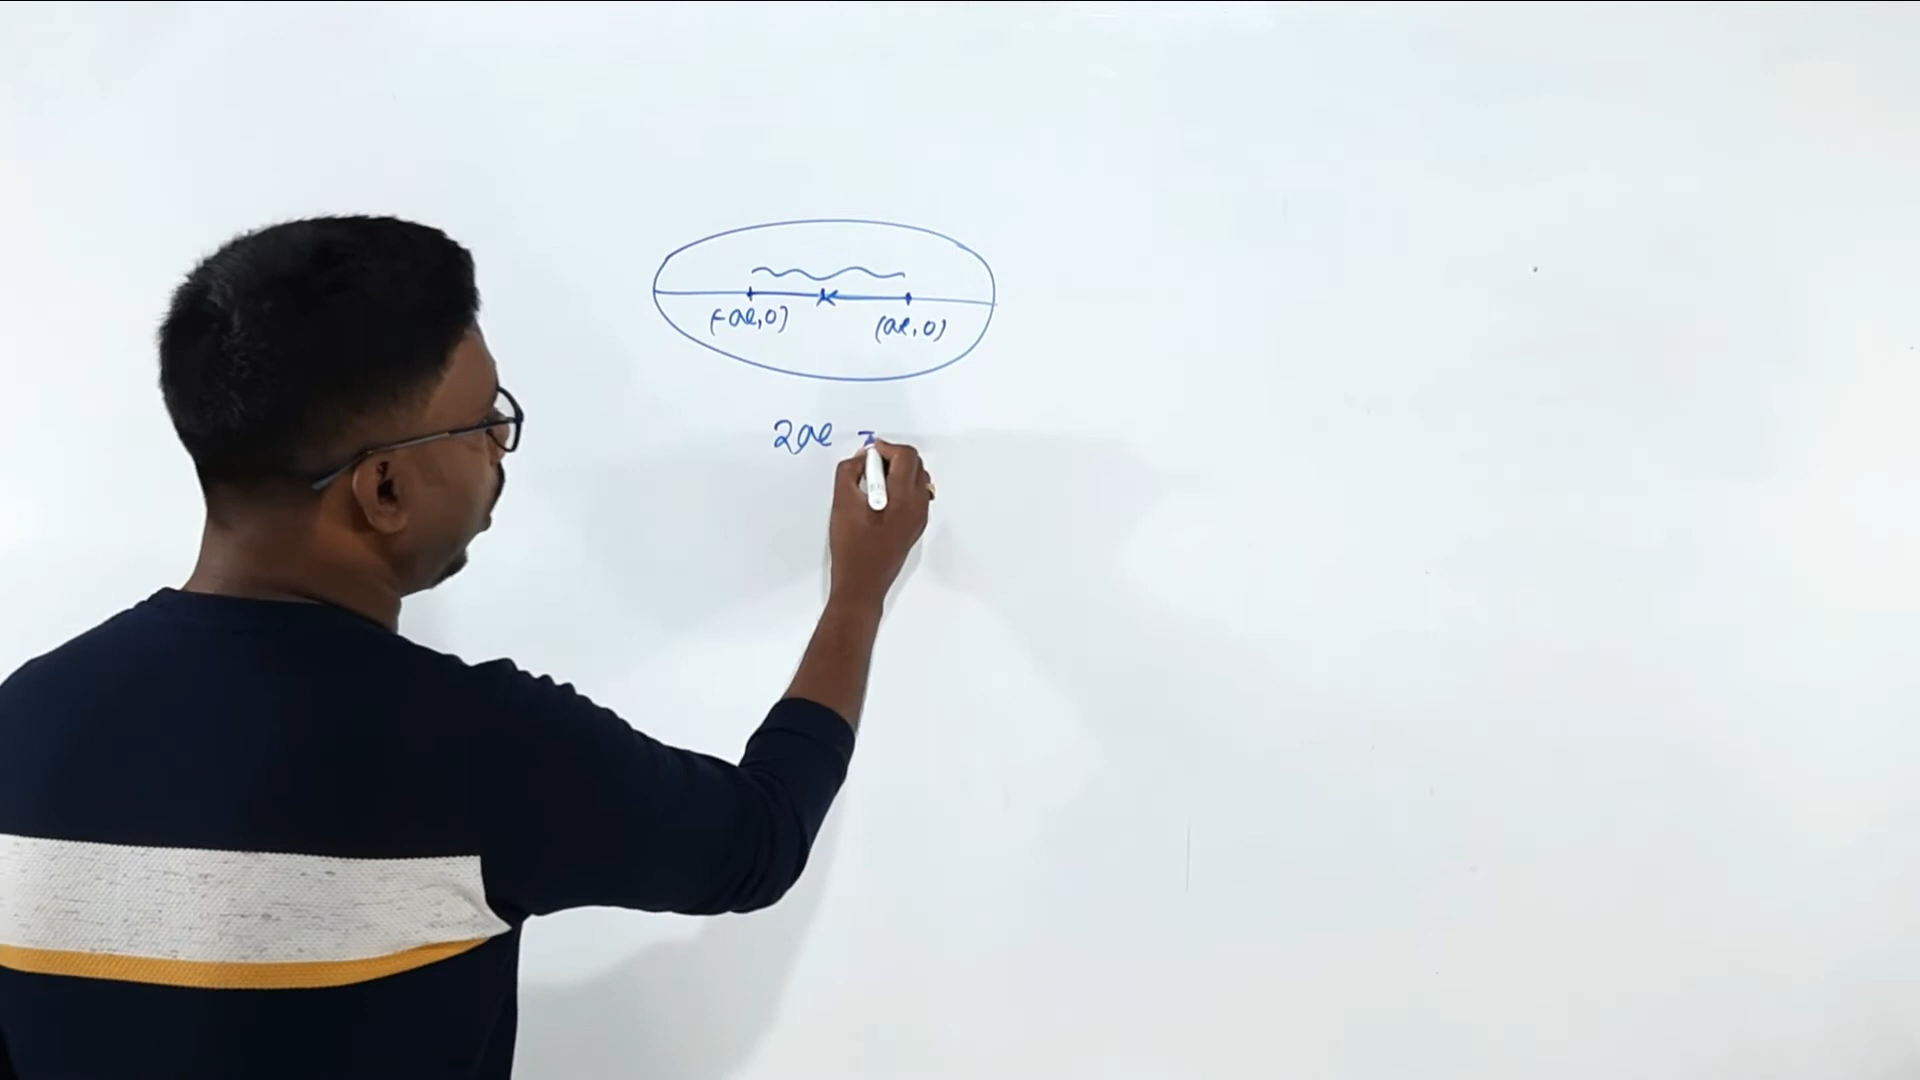 (-ae,0) (ae,0)
2ae =